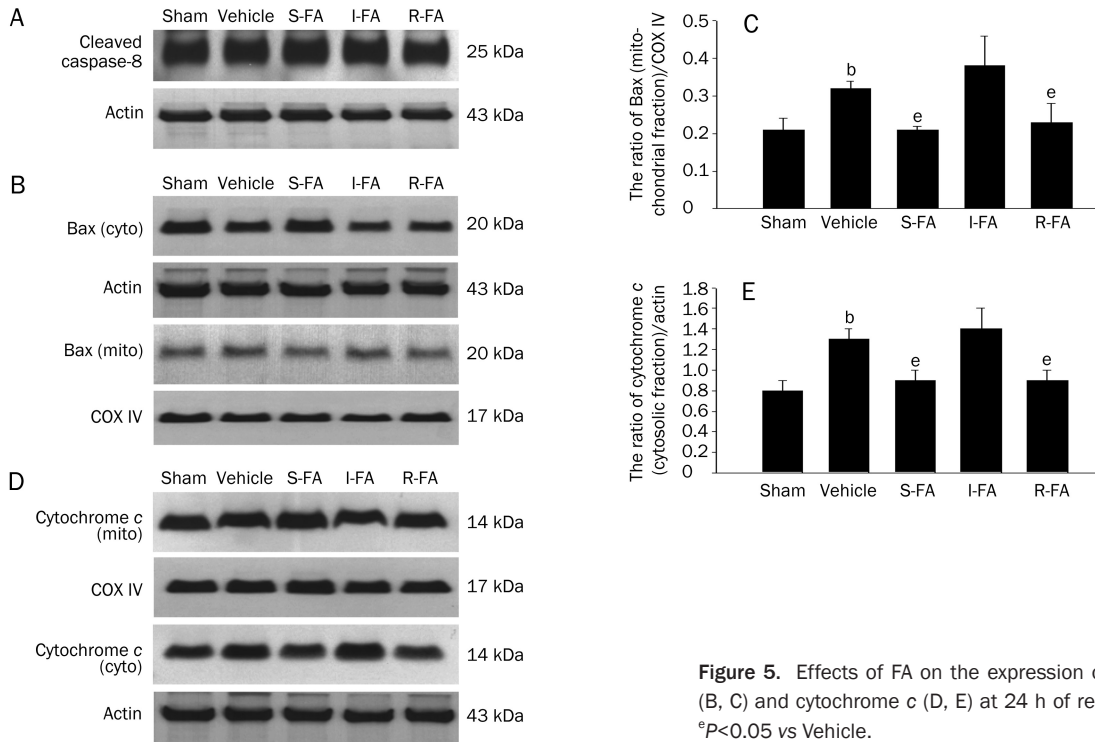 A
Sham Vehicle S-FA I-FA R-FA
Cleaved
caspase-8
25 kDa
Actin
43 kDa
B
Sham Vehicle S-FA I-FA R-FA
Bax (cyto)
20 kDa
Actin
43 kDa
Bax (mito)
20 kDa
COX IV
17 kDa
D
Sham Vehicle S-FA I-FA R-FA
Cytochrome c
(mito)
14 kDa
COX IV
17 kDa
Cytochrome c
(cyto)
14 kDa
Actin
43 kDa
C
The ratio of Bax (mito-
chondrial fraction)/COX IV
0.5
0.4
0.3
0.2
0.1
0
b
e
e
Sham Vehicle S-FA I-FA R-FA
E
The ratio of cytochrome c
(cytosolic fraction)/actin
1.8
1.6
1.4
1.2
1.0
0.8
0.6
0.4
0.2
0
b
e
e
Sham Vehicle S-FA I-FA R-FA
Figure 5. Effects of FA on the expression
(B, C) and cytochrome c (D, E) at 24 h of
eP<0.05 vs Vehicle.